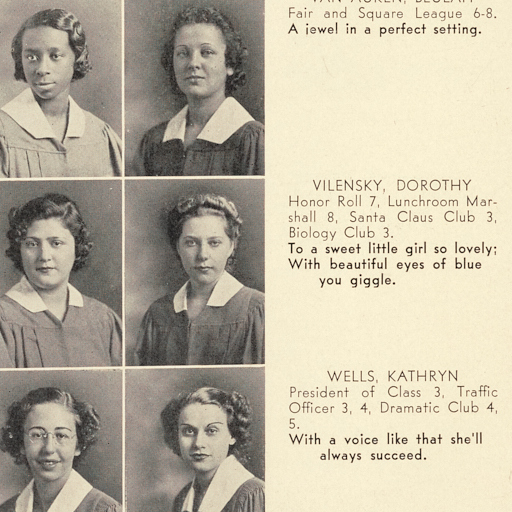 VAN AUKEN, BEULAH
Fair and Square League 6-8.
A jewel in a perfect setting.
VILENSKY, DOROTHY
Honor Roll 7, Lunchroom Mar-
shall 8, Santa Claus Club 3,
Biology Club 3.
To a sweet little girl so lovely;
With beautiful eyes of blue
you giggle.
WELLS, KATHRYN
President of Class 3, Traffic
Officer 3, 4, Dramatic Club 4,
5.
With a voice like that she'll
always succeed.